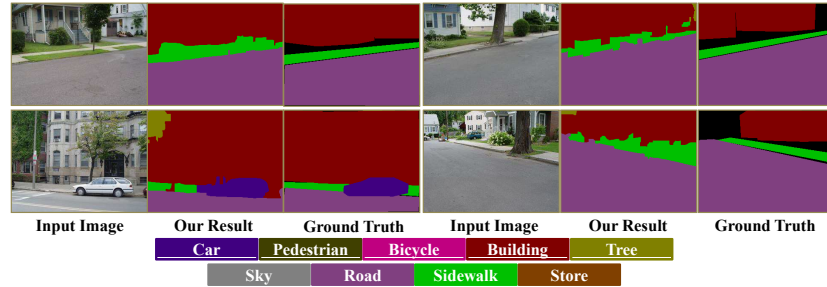 Input Image Our Result Ground Truth Input Image Our Result Ground Truth
Car Pedestrian Bicycle Building Tree
Sky Road Sidewalk Store